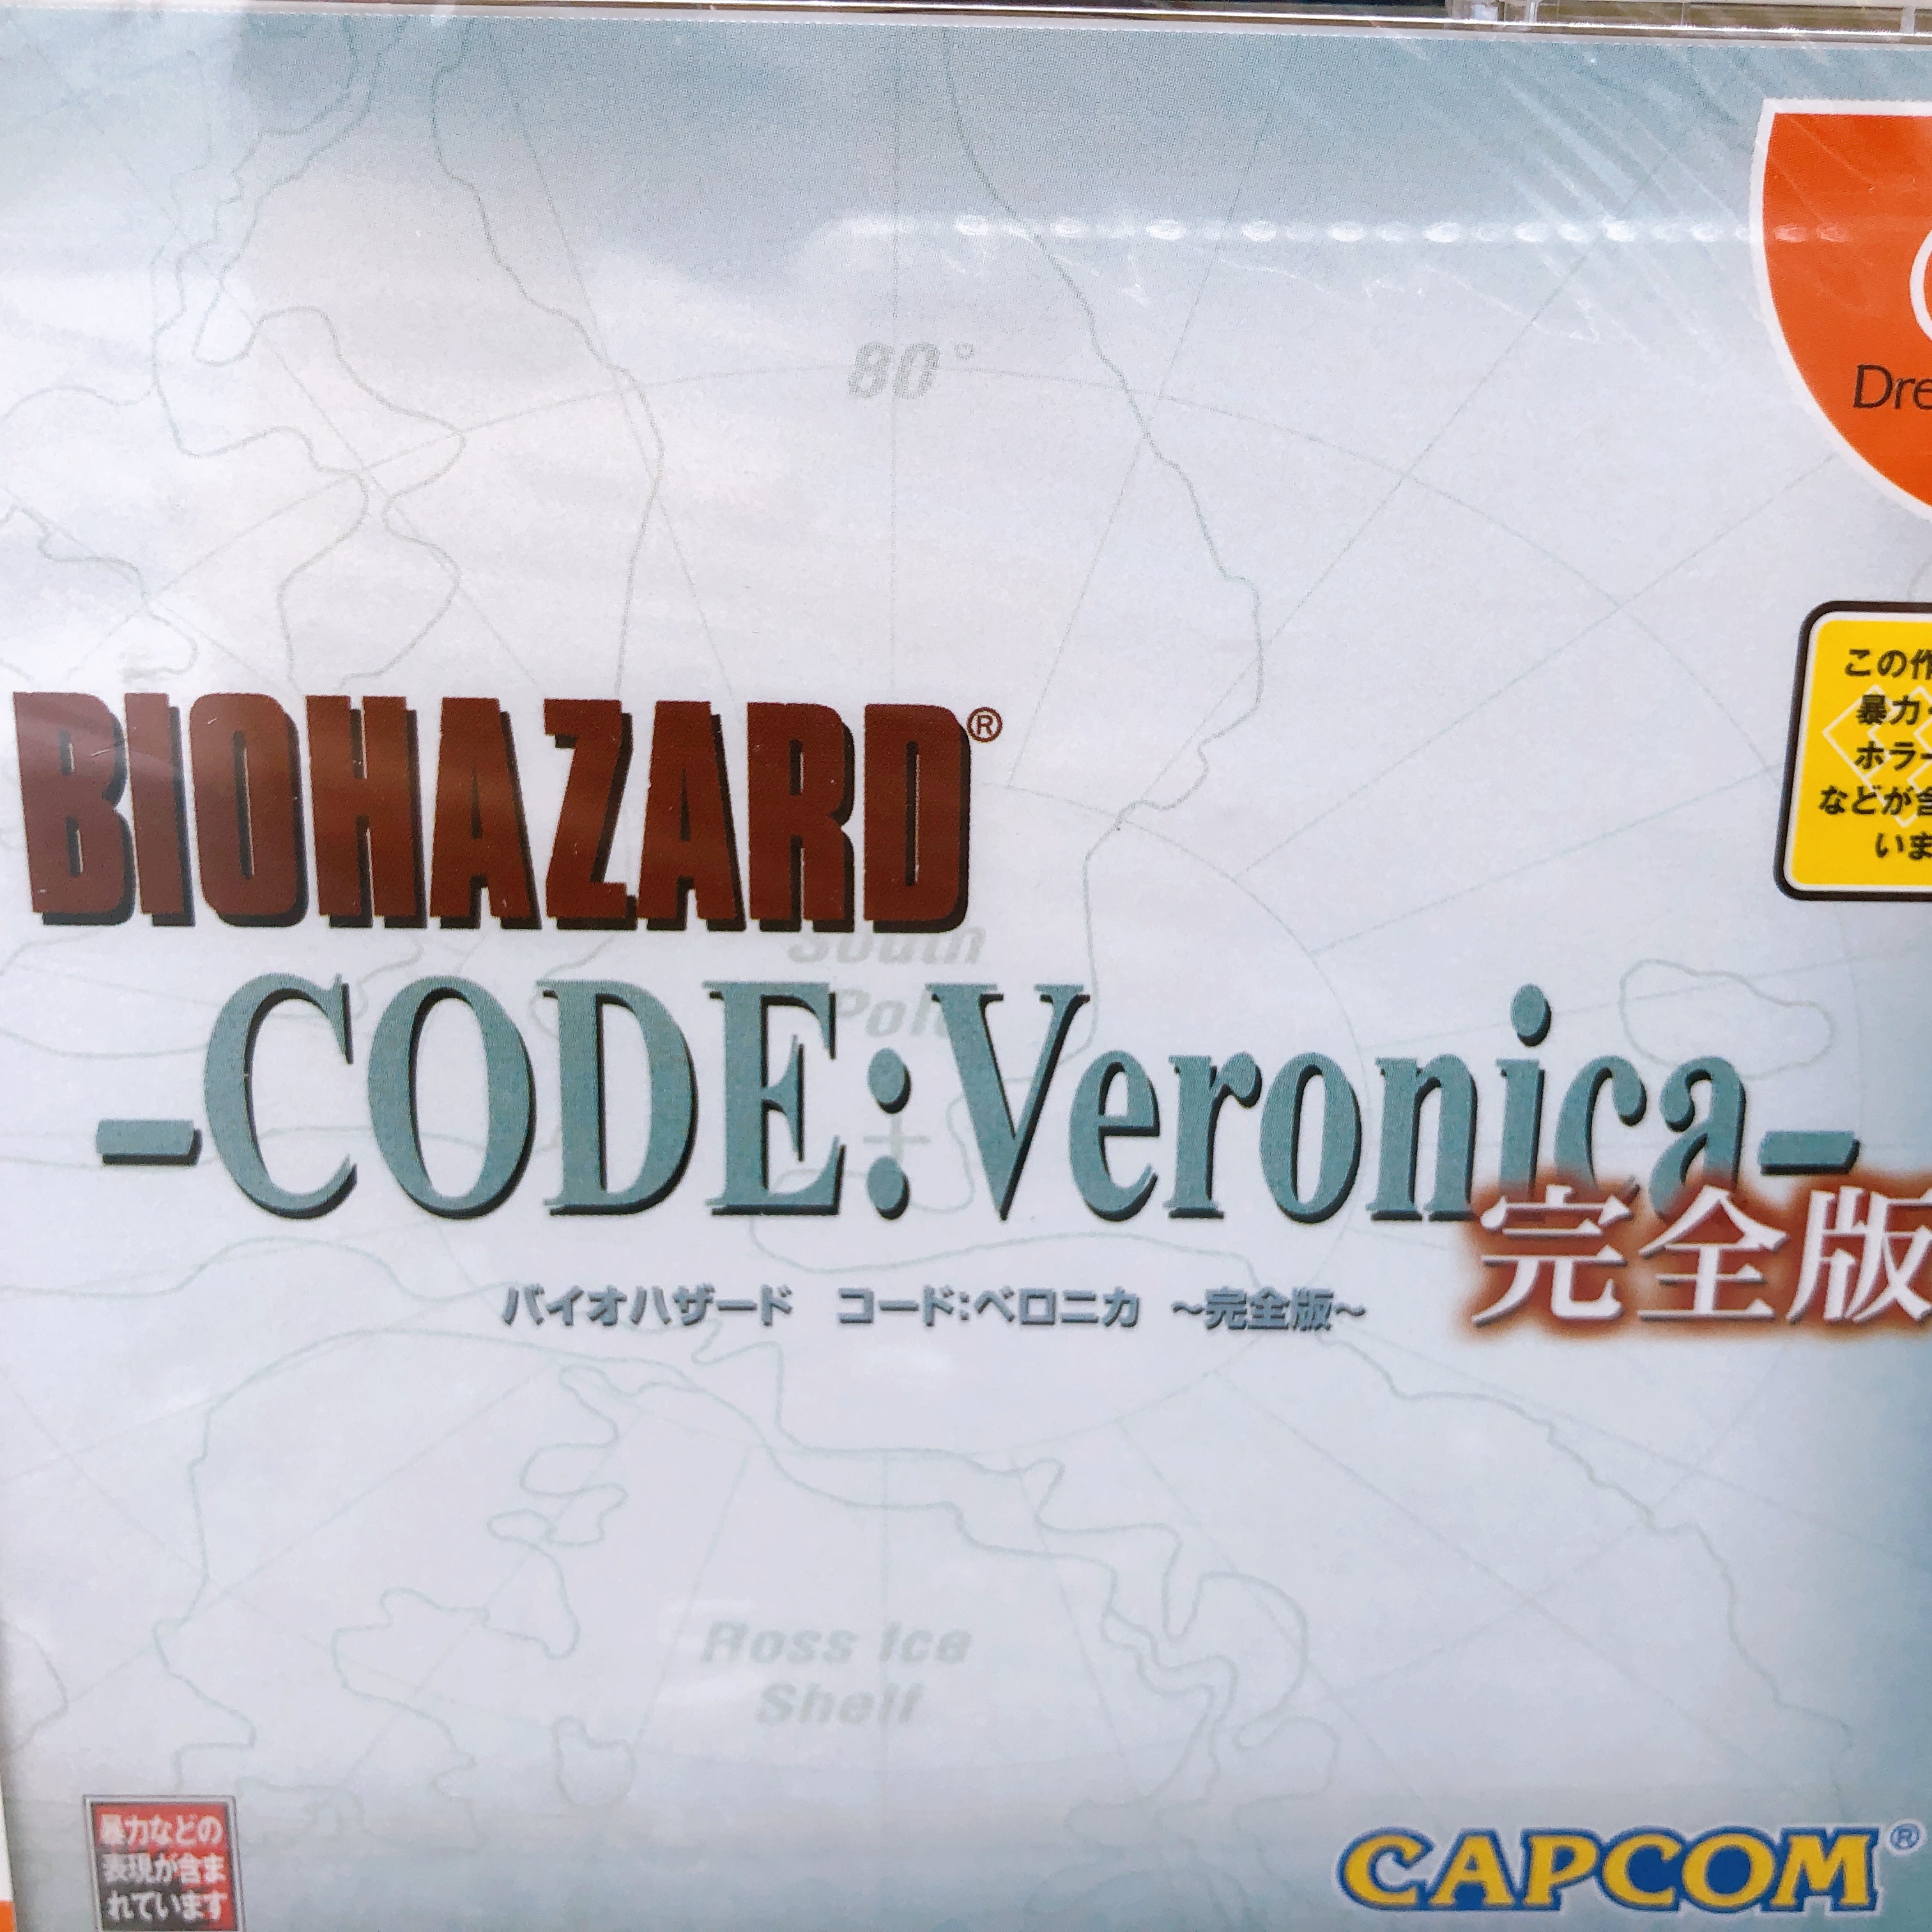 80°
Dre
この作
暴力・
ホラー
などが含
いま
BIOHAZARD®
South
Pole
-CODE:Veronica-
完全版
バイオハザード コード:ベロニカ ～完全版～
Ross Ice
Shelf
暴力などの
表現が含ま
れています
CAPCOM®